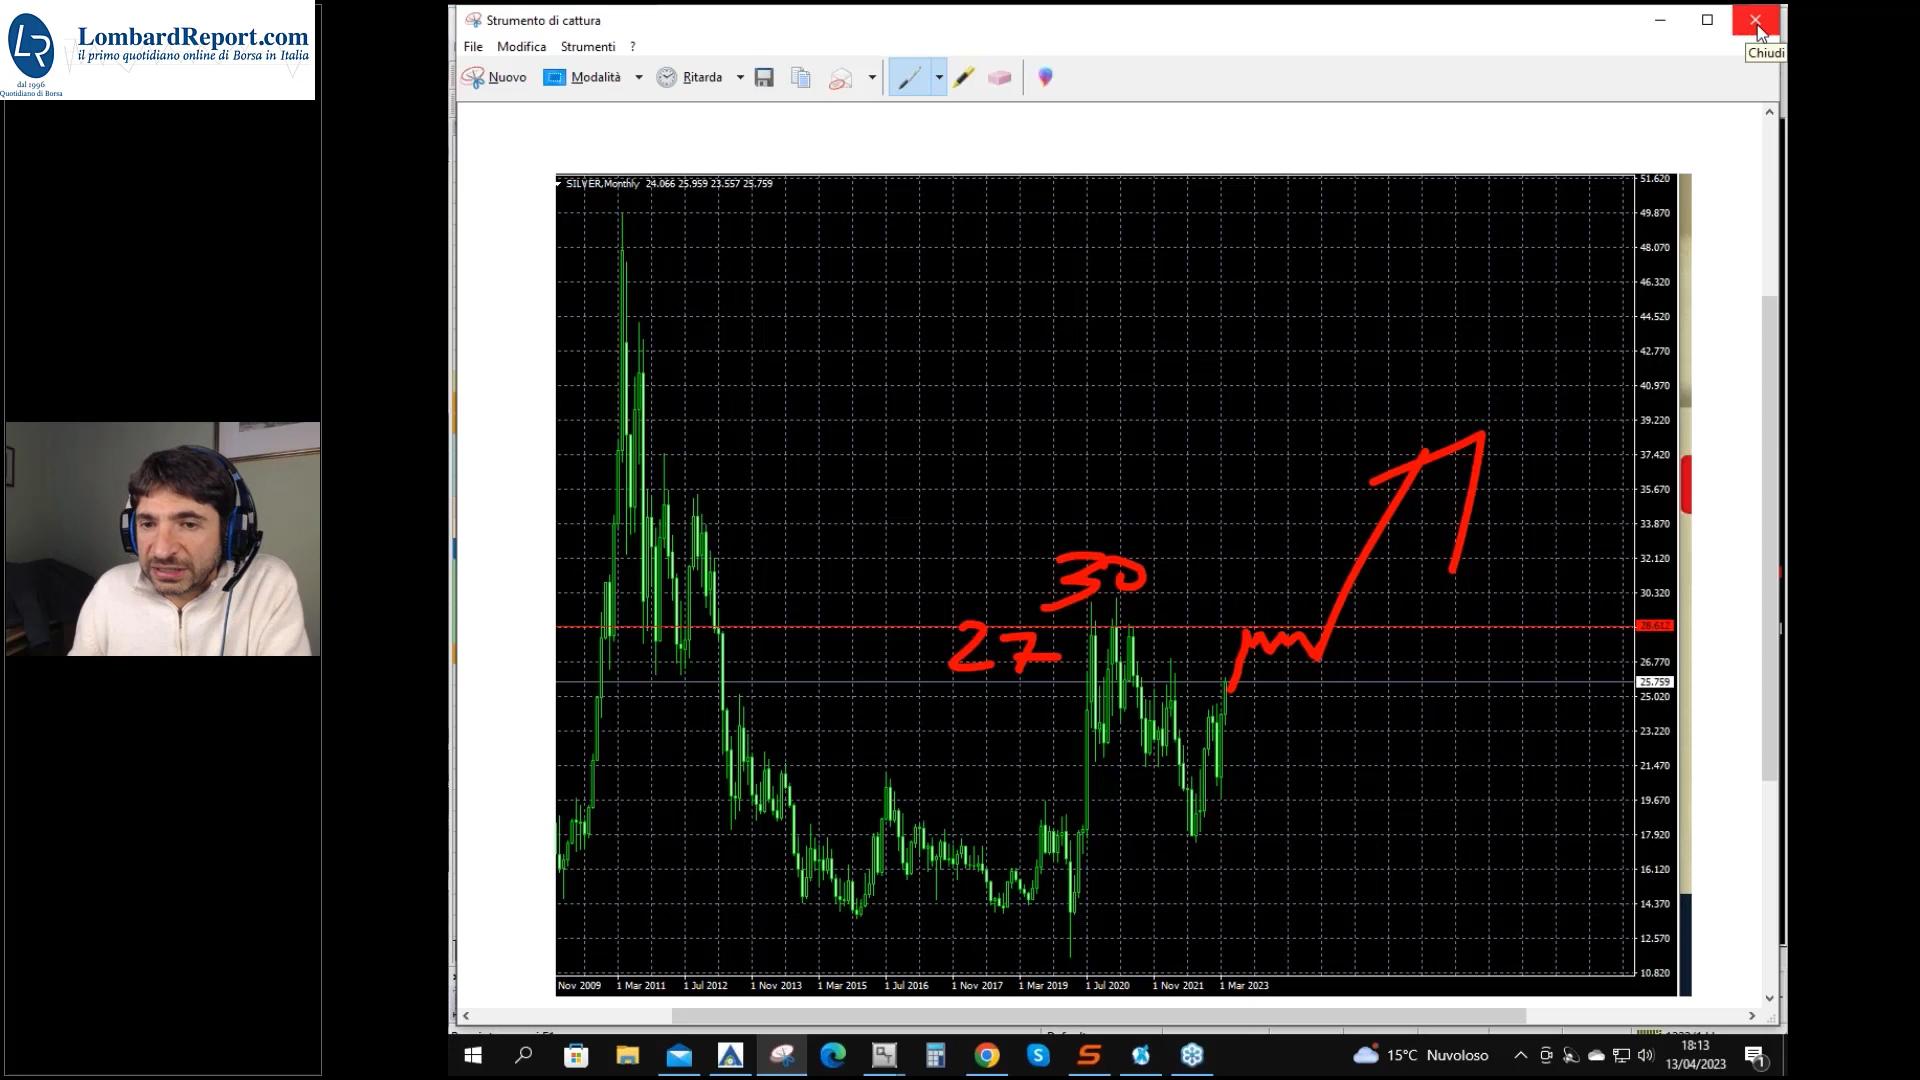 LombardReport.com
il primo quotidiano online di Borsa in Italia
dal 1996
Quotidiano di Borsa
Strumento di cattura
File Modifica Strumenti ?
Nuovo Modalità Ritarda
Chiudi
SILVER,Monthly 24.066 25.959 23.557 25.759
51.620
49.870
48.070
46.320
44.520
42.770
40.970
39.220
37.420
35.670
33.870
32.120
30.320
28.612
26.770
25.759
25.020
23.220
21.470
19.670
17.920
16.120
14.370
12.570
10.820
30
27
Nov 2009 1 Mar 2011 1 Jul 2012 1 Nov 2013 1 Mar 2015 1 Jul 2016 1 Nov 2017 1 Mar 2019 1 Jul 2020 1 Nov 2021 1 Mar 2023
15°C Nuvoloso
18:13
13/04/2023
1